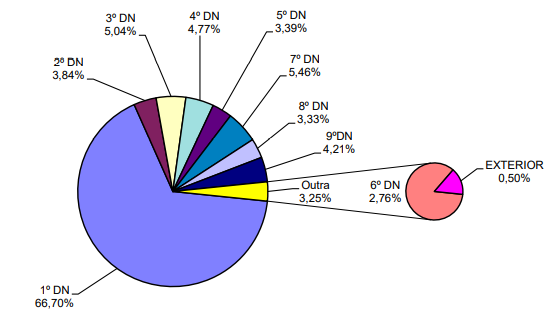 3º DN
5,04%
4º DN
4,77%
5º DN
3,39%
2º DN
3,84%
7º DN
5,46%
8º DN
3,33%
9ºDN
4,21%
Outra
3,25%
6º DN
2,76%
EXTERIOR
0,50%
1º DN
66,70%